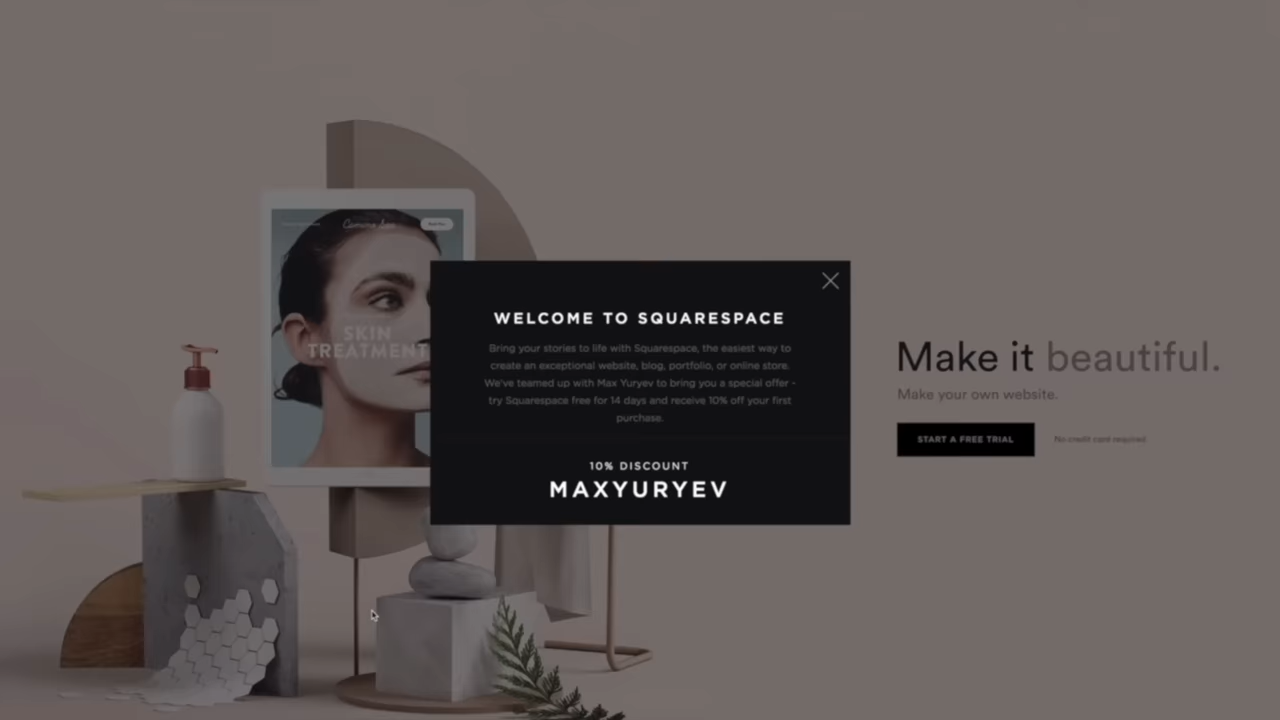 SKIN
TREATMENT
WELCOME TO SQUARESPACE
Bring your stories to life with Squarespace, the easiest way to
create an exceptional website, blog, portfolio, or online store.
We've teamed up with Max Yuryev to bring you a special offer -
try Squarespace free for 14 days and receive 10% off your first
purchase.
10% DISCOUNT
MAXYURYEV
Make it beautiful.
Make your own website.
START A FREE TRIAL
No credit card required.